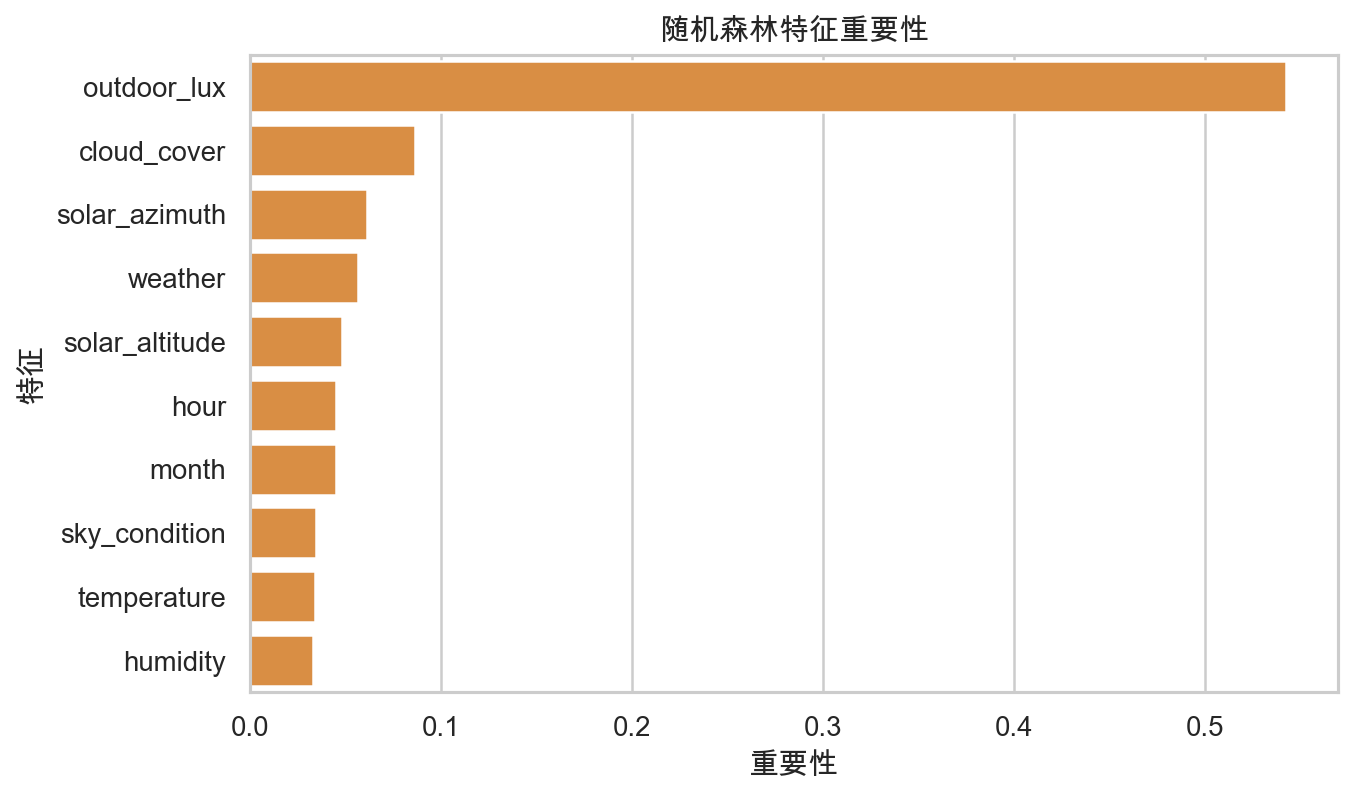 随机森林特征重要性
特征
outdoor_lux
cloud_cover
solar_azimuth
weather
solar_altitude
hour
month
sky_condition
temperature
humidity
0.0 0.1 0.2 0.3 0.4 0.5
重要性